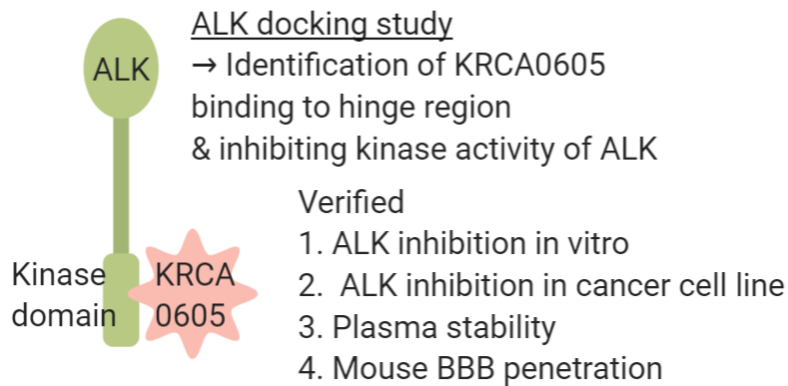 ALK docking study
→ Identification of KRCA0605
binding to hinge region
& inhibiting kinase activity of ALK
ALK
Verified
1. ALK inhibition in vitro
2. ALK inhibition in cancer cell line
3. Plasma stability
4. Mouse BBB penetration
Kinase
domain
KRCA
0605